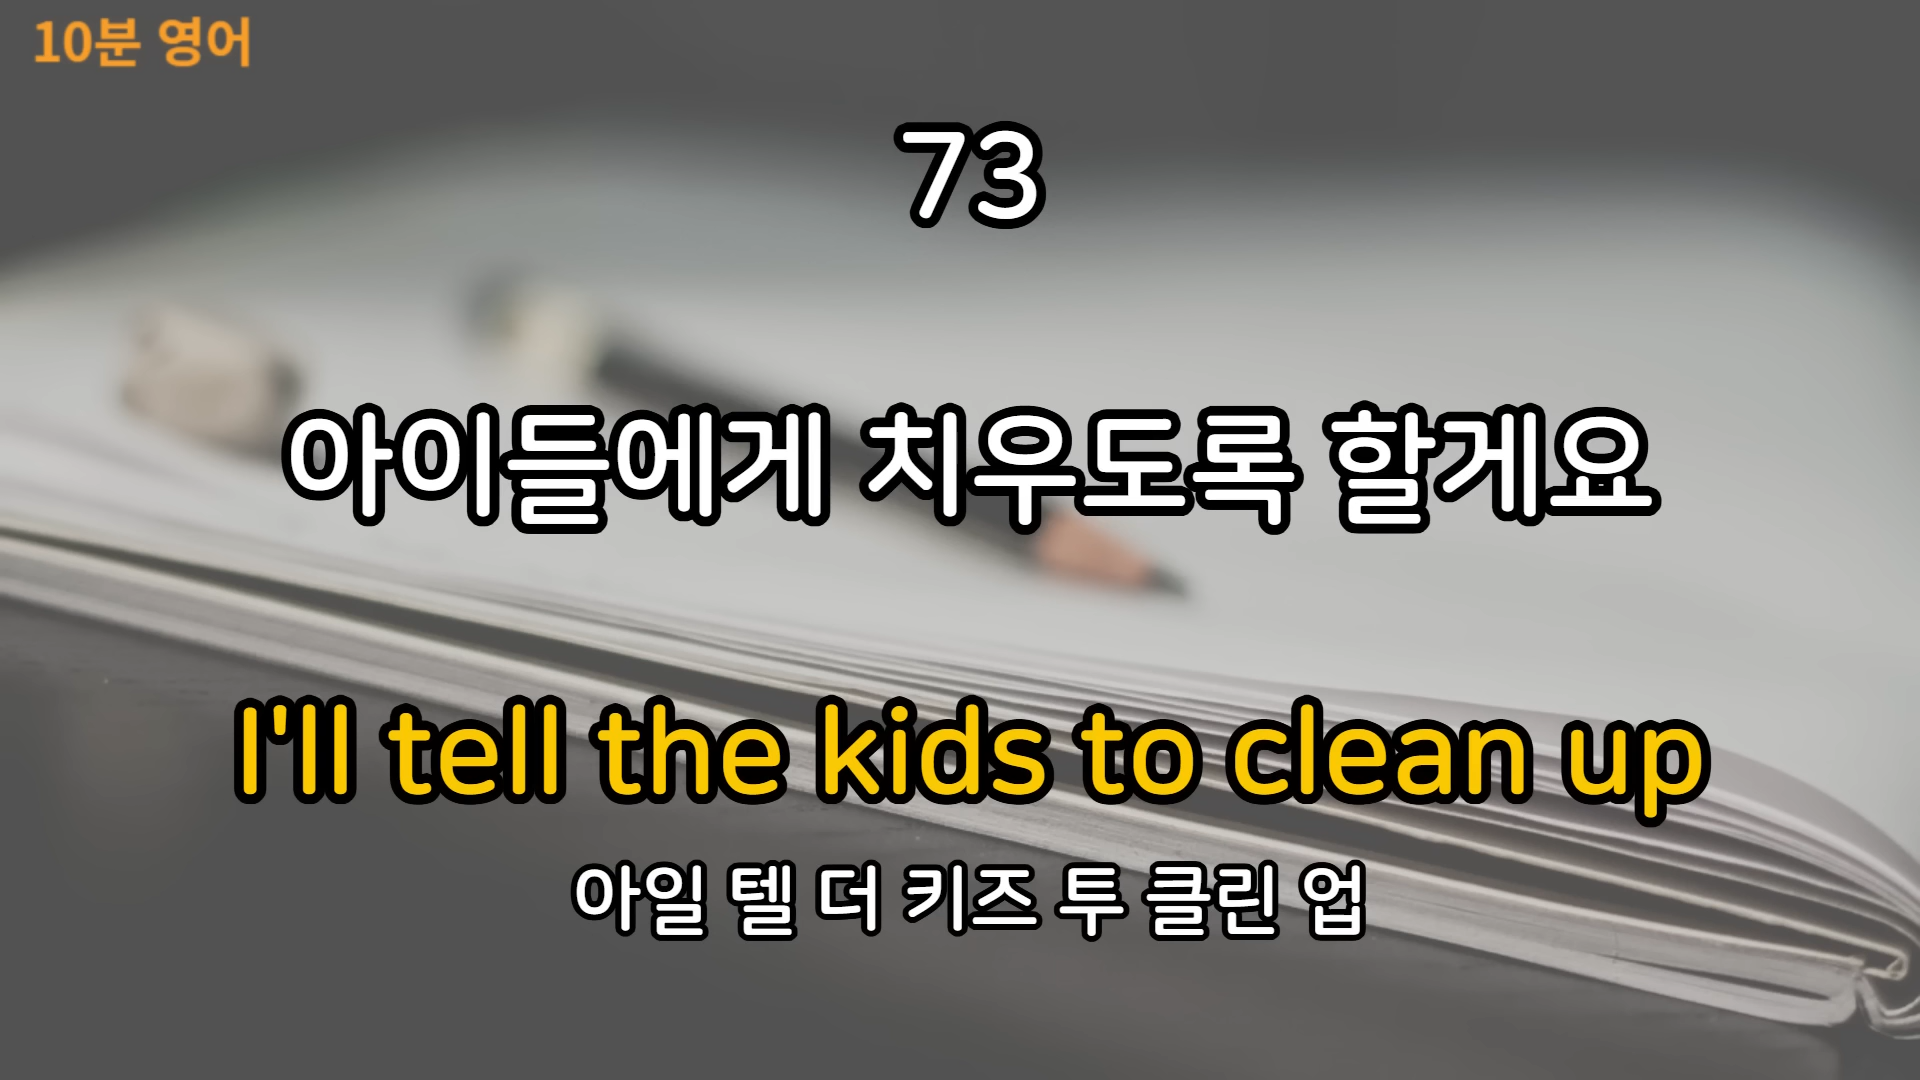 10분 영어
73
아이들에게 치우도록 할게요
I'll tell the kids to clean up
아일 텔 더 키즈 투 클린 업